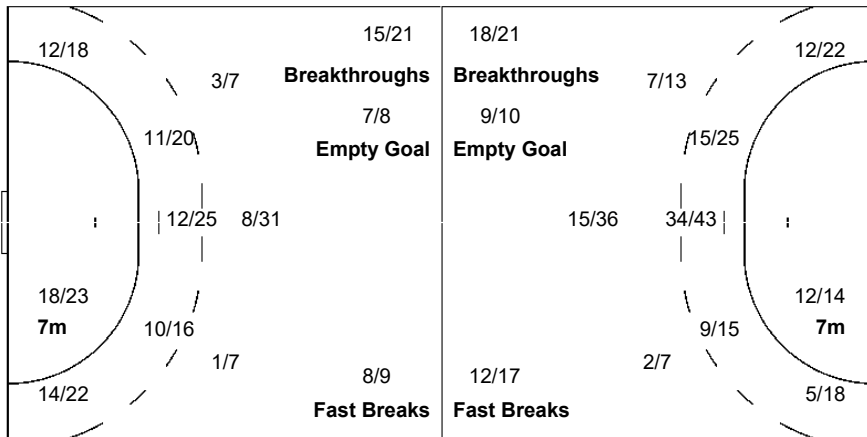 15/21 18/21
12/18 12/22
3/7 Breakthroughs Breakthroughs 7/13
7/8 9/10
11/20 Empty Goal Empty Goal 15/25
12/25 8/31 15/36 34/43
18/23 12/14
7m 10/16 9/15 7m
1/7 2/7
8/9 12/17
14/22 5/18
Fast Breaks Fast Breaks